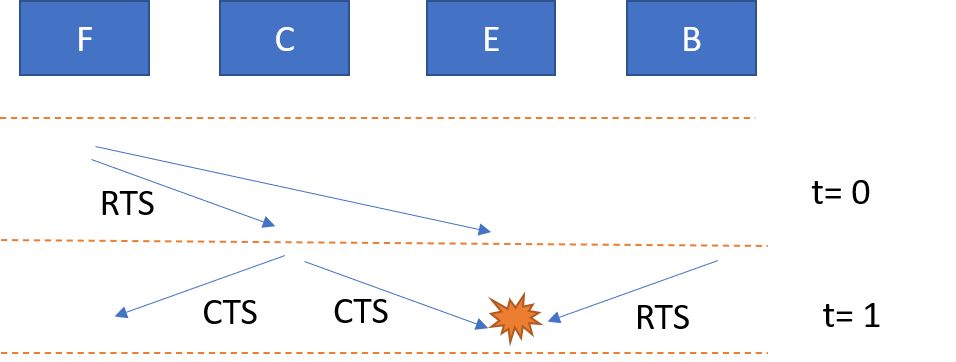 F C E B
RTS
t= 0
CTS CTS RTS t= 1